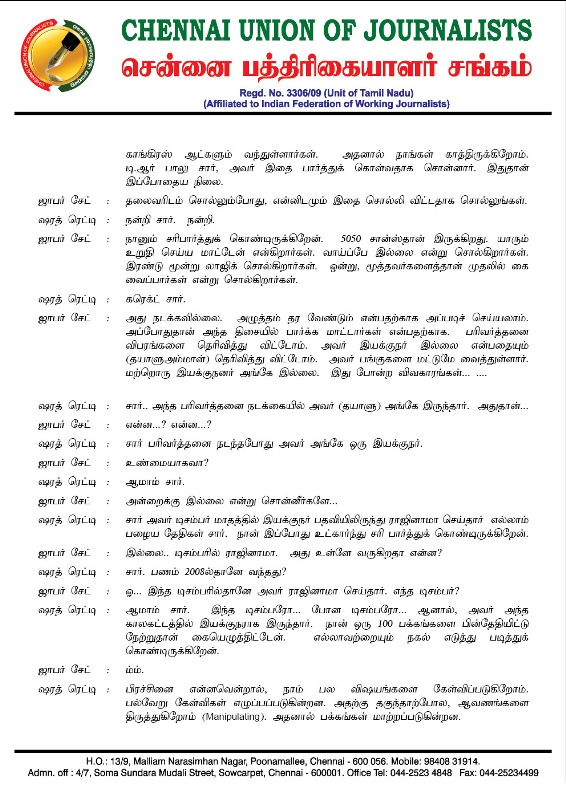 CHENNAI UNION OF JOURNALISTS
சென்னை பத்திரிகையாளர் சங்கம்
Regd. No. 3306/09 (Unit of Tamil Nadu)
(Affiliated to Indian Federation of Working Journalists)
காங்கிரஸ் ஆட்களும் வந்துள்ளார்கள். அதனால் நாங்கள் காத்திருக்கிறோம்.
டி.ஆர் பாலு சார், அவர் இதை பார்த்துக் கொள்வதாக சொன்னார். இதுதான்
இப்போதைய நிலை.
ஜாபர் சேட் : தலைவரிடம் சொல்லும்போது, என்னிடமும் இதை சொல்லி விட்டதாக சொல்லுங்கள்.
ஷரத் ரெட்டி : நன்றி சார். நன்றி.
ஜாபர் சேட் : நானும் சரிபார்த்துக் கொண்டிருக்கிறேன். 5050 சான்ஸ்தான் இருக்கிறது. யாரும்
உறுதி செய்ய மாட்டேன் என்கிறார்கள். வாய்ப்பே இல்லை என்று சொல்கிறார்கள்.
இரண்டு மூன்று லாஜிக் சொல்கிறார்கள். ஒன்று, மூத்தவர்களைத்தான் முதலில் கை
வைப்பார்கள் என்று சொல்கிறார்கள்.
ஷரத் ரெட்டி : கரெக்ட் சார்.
ஜாபர் சேட் : அது நடக்கவில்லை. அழுத்தம் தர வேண்டும் என்பதற்காக அப்படிச் செய்யலாம்.
அப்போதுதான் அந்த திசையில் பார்க்க மாட்டார்கள் என்பதற்காக. பரிவர்த்தனை
விபரங்களை தெரிவித்து விட்டோம். அவர் இயக்குநர் இல்லை என்பதையும்
(தயாளுஅம்மாள்) தெரிவித்து விட்டோம். அவர் பங்குகளை மட்டுமே வைத்துள்ளார்.
மற்றொரு இயக்குநனர் அங்கே இல்லை. இது போன்ற விவகாரங்கள்... ....
ஷரத் ரெட்டி : சார்.. அந்த பரிவர்த்தனை நடக்கையில் அவர் (தயாளு) அங்கே இருந்தார். அதுதான்...
ஜாபர் சேட் : என்ன...? என்ன...?
ஷரத் ரெட்டி : சார் பரிவர்த்தனை நடந்தபோது அவர் அங்கே ஒரு இயக்குநர்.
ஜாபர் சேட் : உண்மையாகவா?
ஷரத் ரெட்டி : ஆமாம் சார்.
ஜாபர் சேட் : அன்றைக்கு இல்லை என்று சொன்னீர்களே...
ஷரத் ரெட்டி : சார் அவர் டிசம்பர் மாதத்தில் இயக்குநர் பதவியிலிருந்து ராஜினாமா செய்தார் எல்லாம்
பழைய தேதிகள் சார். நான் இப்போது உட்கார்ந்து சரி பார்த்துக் கொண்டிருக்கிறேன்.
ஜாபர் சேட் : இல்லை.. டிசம்பரில் ராஜினாமா. அது உள்ளே வருகிறதா என்ன?
ஷரத் ரெட்டி : சார். பணம் 2008ல்தானே வந்தது?
ஜாபர் சேட் : ஓ... இந்த டிசம்பரில்தானே அவர் ராஜினாமா செய்தார். எந்த டிசம்பர்?
ஷரத் ரெட்டி : ஆமாம் சார். இந்த டிசம்பரோ... போன டிசம்பரோ... ஆனால், அவர் அந்த
காலகட்டத்தில் இயக்குநராக இருந்தார். நான் ஒரு 100 பக்கங்களை பின்தேதியிட்டு
நேற்றுதான் கையெழுத்திட்டேன். எல்லாவற்றையும் நகல் எடுத்து படித்துக்
கொண்டிருக்கிறேன்.
ஜாபர் சேட் : ம்ம்.
ஷரத் ரெட்டி : பிரச்சினை என்னவென்றால், நாம் பல விஷயங்களை கேள்விப்படுகிறோம்.
பல்வேறு கேள்விகள் எழுப்பப்படுகின்றன. அதற்கு தகுந்தாற்போல, ஆவணங்களை
திருத்துகிறோம் (Manipulating). அதனால் பக்கங்கள் மாற்றப்படுகின்றன.
H.O.: 13/9, Malliam Narasimhan Nagar, Poonamallee, Chennai - 600 056. Mobile: 98408 31914.
Admn. off : 4/7, Soma Sundara Mudali Street, Sowcarpet, Chennai - 600001. Office Tel: 044-2523 4848 Fax: 044-25234499